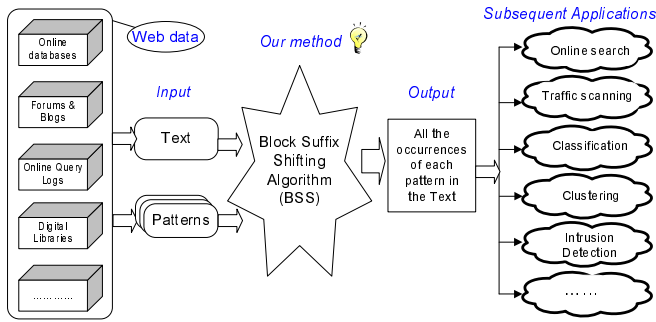 Subsequent Applications
Web data
Our method
Online
databases
Online search
Input
Output
Traffic scanning
Forums &
Blogs
Text
Block Suffix
Shifting
Algorithm
(BSS)
All the
occurrences
of each
pattern in
the Text
Classification
Online Query
Logs
Patterns
Clustering
Digital
Libraries
Intrusion
Detection
…………
……